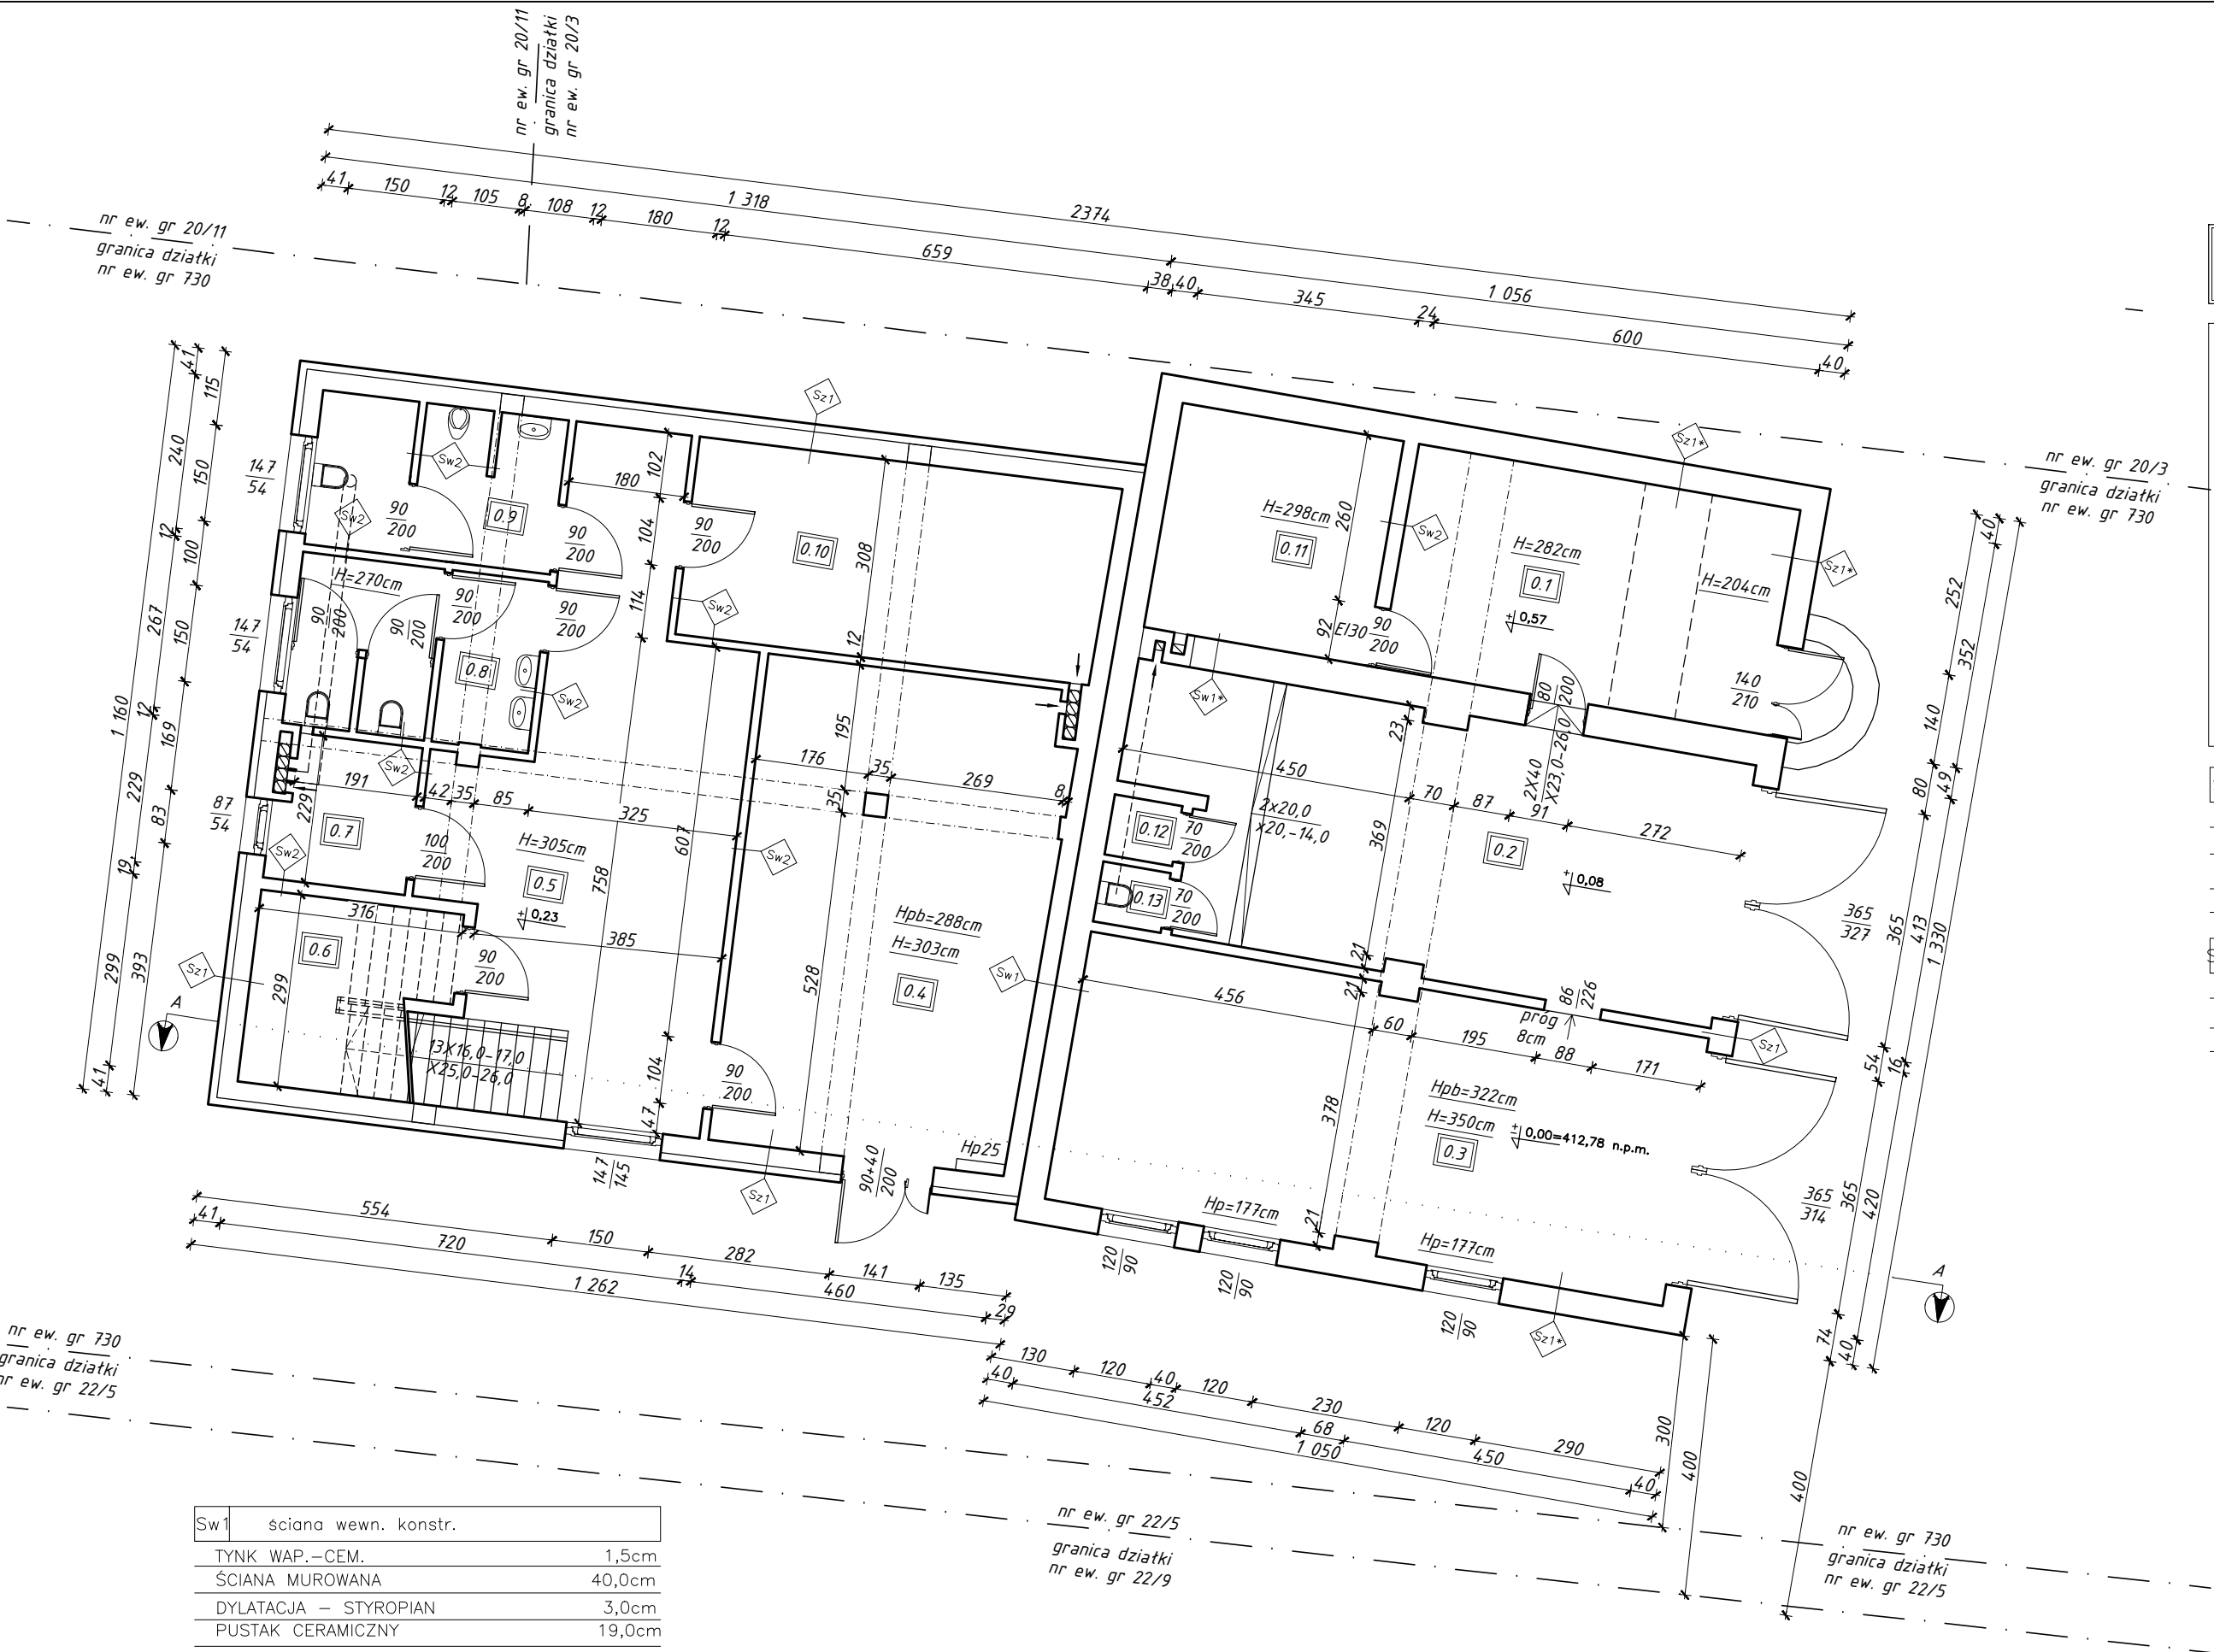 nr ew. gr 20/11
granica działki
nr ew. gr 20/3
2374
1 318
1 056
41
150
12
105
8
108
12
180
12
659
38
40
345
24
600
40
nr ew. gr 20/11
granica działki
nr ew. gr 730
nr ew. gr 20/3
granica działki
nr ew. gr 730
1 160
41
240
12
267
12
229
19
299
41
115
150
100
150
169
83
393
147
54
147
54
87
54
Sz1
Sz1*
Sz1*
Sw2
Sw2
Sw2
Sw2
Sw2
Sw2
Sw2
Sw2
Sw1*
Sw1
Sz1
Sz1
Sz1
Sz1*
0.9
90
200
90
200
180
102
104
114
90
200
0.10
308
12
H=270cm
90
200
90
200
90
200
90
200
0.8
H=298cm
0.11
260
92
EI30
90
200
H=282cm
0.1
0,57
H=204cm
140
210
80
200
2X40
X23,0-26,0
191
229
42
35
85
325
0.7
100
200
H=305cm
0.5
0,23
758
607
316
385
0.6
299
90
200
13X16,0-17,0
X25,0-26,0
104
47
90
200
147
145
195
176
35
269
8
35
528
Hpb=288cm
H=303cm
0.4
90+40
200
Hp25
450
23
70
87
91
272
369
2x20,0
x20,-14,0
0.12
70
200
0.13
70
200
0.2
0,08
365
327
21
21
456
60
195
88
171
86
226
próg
8cm
378
21
Hpb=322cm
H=350cm
0,00=412,78 n.p.m.
0.3
365
314
Hp=177cm
Hp=177cm
120
90
120
90
120
90
40
252
352
140
80
49
365
413
1 330
54
16
365
420
74
40
A
A
554
150
282
141
135
41
720
14
460
29
1 262
130
120
40
120
230
120
290
40
452
68
450
40
1 050
300
400
400
nr ew. gr 730
granica działki
nr ew. gr 22/5
nr ew. gr 22/5
granica działki
nr ew. gr 22/9
nr ew. gr 730
granica działki
nr ew. gr 22/5
Sw1 ściana wewn. konstr.
TYNK WAP.-CEM. 1,5cm
ŚCIANA MUROWANA 40,0cm
DYLATACJA – STYROPIAN 3,0cm
PUSTAK CERAMICZNY 19,0cm